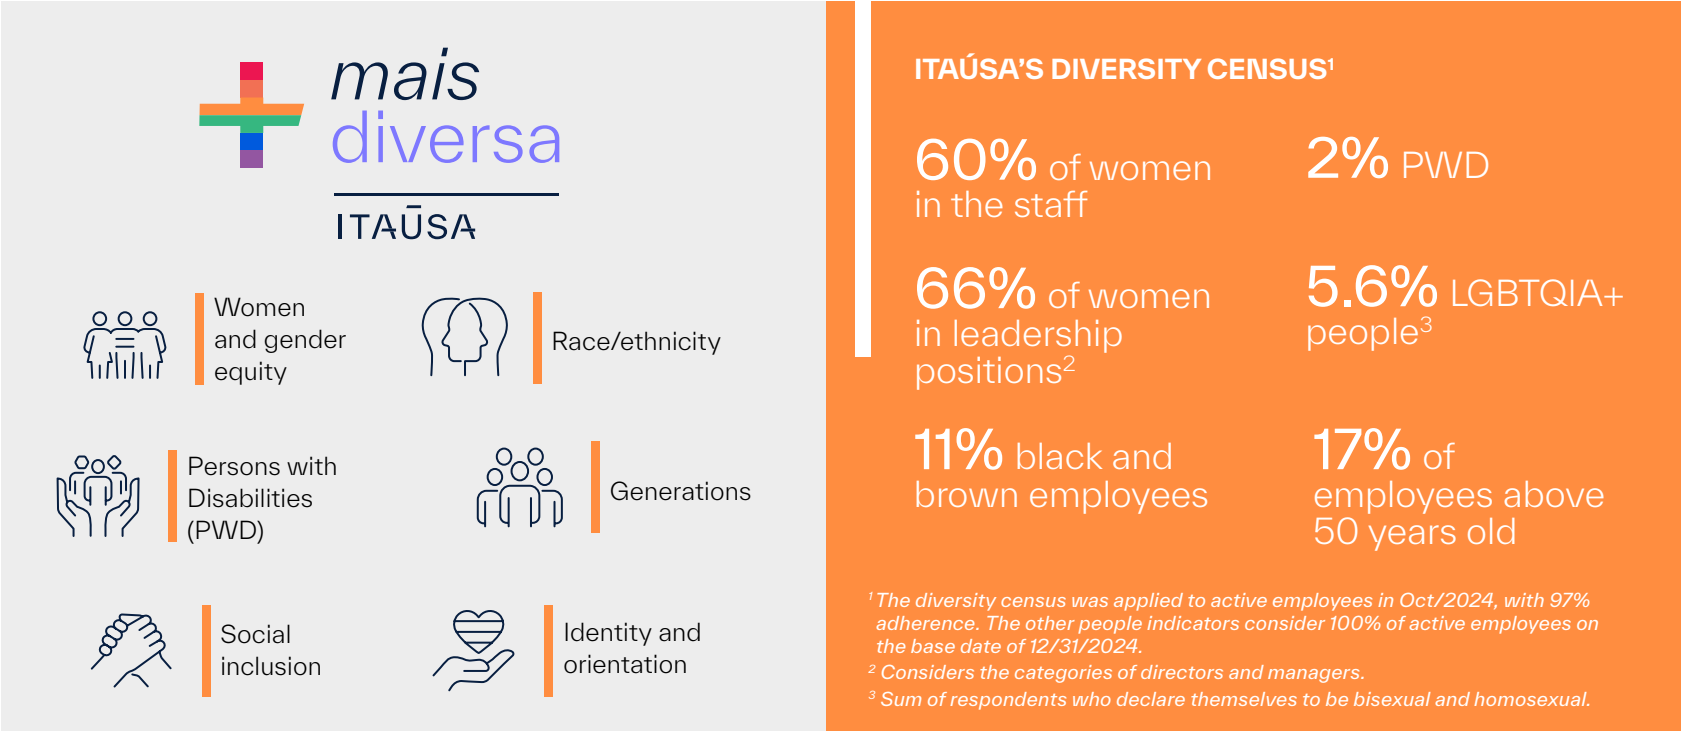 mais
diversa
ITAŪSA
Women
and gender
equity
Race/ethnicity
Persons with
Disabilities
(PWD)
Generations
Social
inclusion
Identity and
orientation
ITAÚSA'S DIVERSITY CENSUS¹
60% of women
in the staff
2% PWD
66% of women
in leadership
positions²
5.6% LGBTQIA+
people³
11% black and
brown employees
17% of
employees above
50 years old
¹ The diversity census was applied to active employees in Oct/2024, with 97%
adherence. The other people indicators consider 100% of active employees on
the base date of 12/31/2024.
² Considers the categories of directors and managers.
³ Sum of respondents who declare themselves to be bisexual and homosexual.